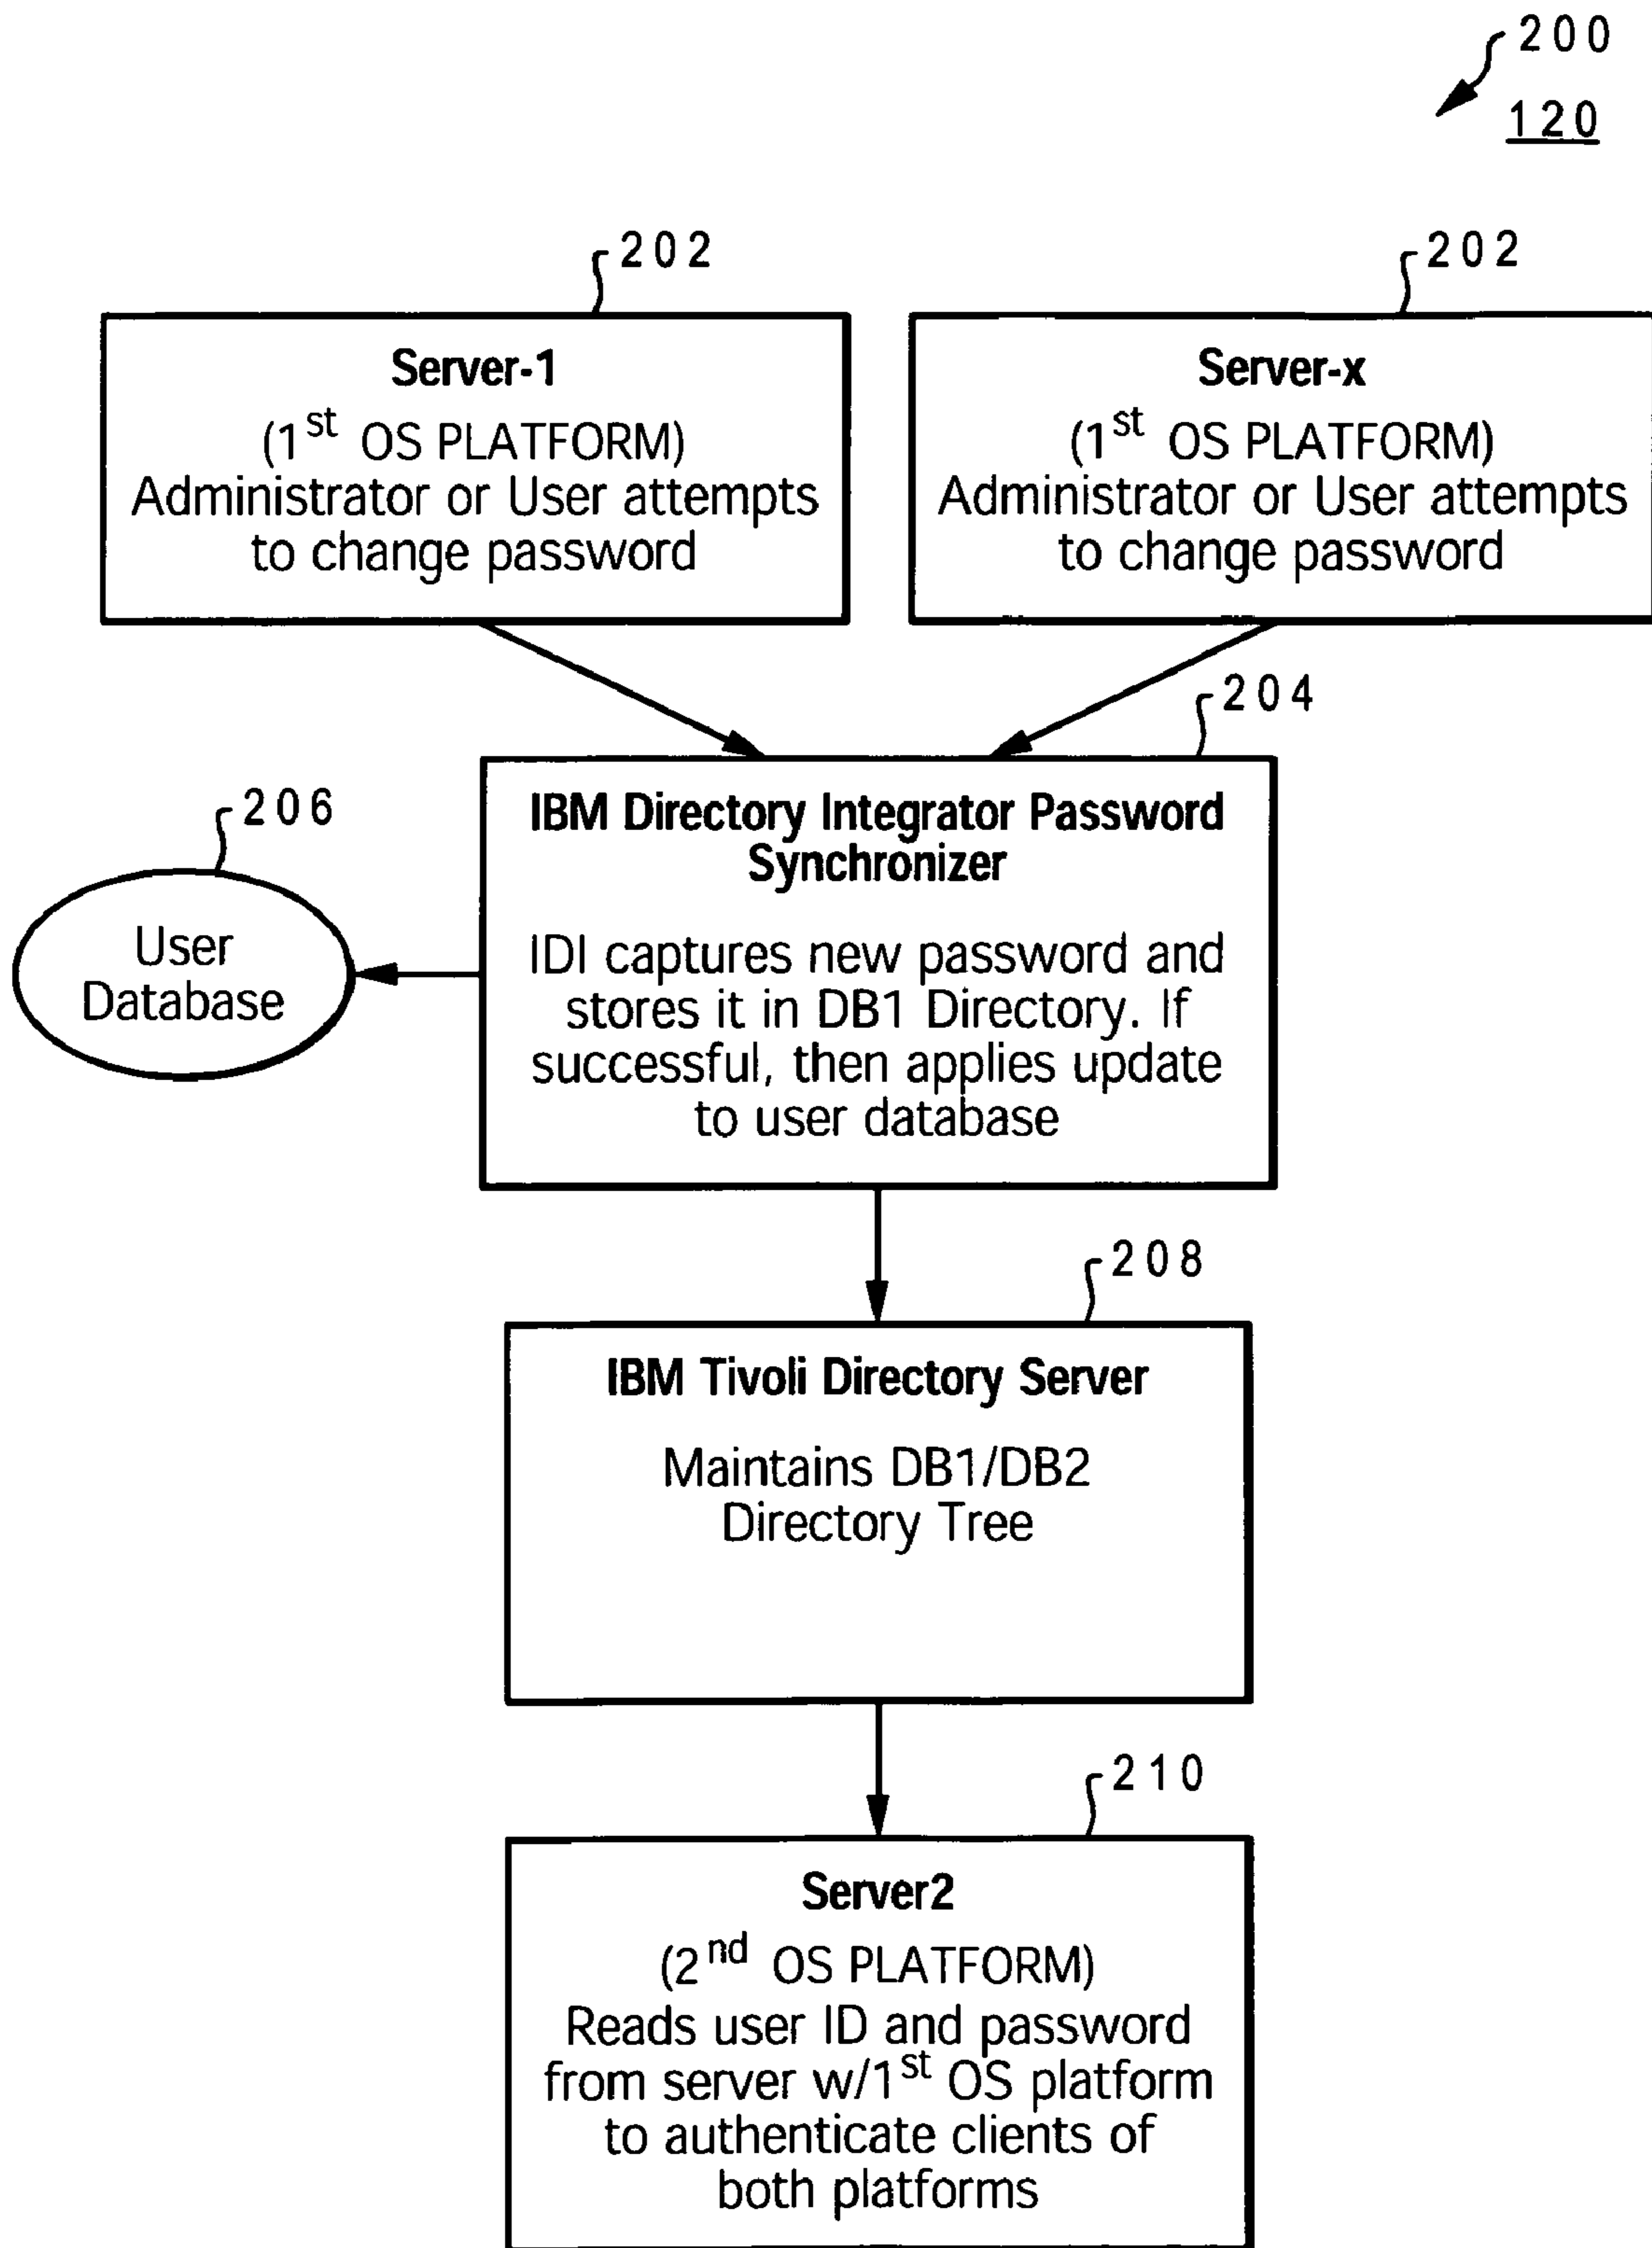 200
120
202
202
Server-1
(1st OS PLATFORM)
Administrator or User attempts
to change password
Server-x
(1st OS PLATFORM)
Administrator or User attempts
to change password
204
IBM Directory Integrator Password
Synchronizer
IDI captures new password and
stores it in DB1 Directory. If
successful, then applies update
to user database
206
User
Database
208
IBM Tivoli Directory Server
Maintains DB1/DB2
Directory Tree
210
Server2
(2nd OS PLATFORM)
Reads user ID and password
from server w/1st OS platform
to authenticate clients of
both platforms